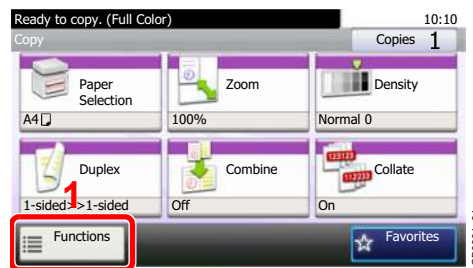 Ready to copy. (Full Color) 10:10
Copy Copies 1
Paper
Selection
Zoom
Density
A4 100% Normal 0
123123
112233
Duplex Combine Collate
1
1-sided>>1-sided Off On
Functions Favorites